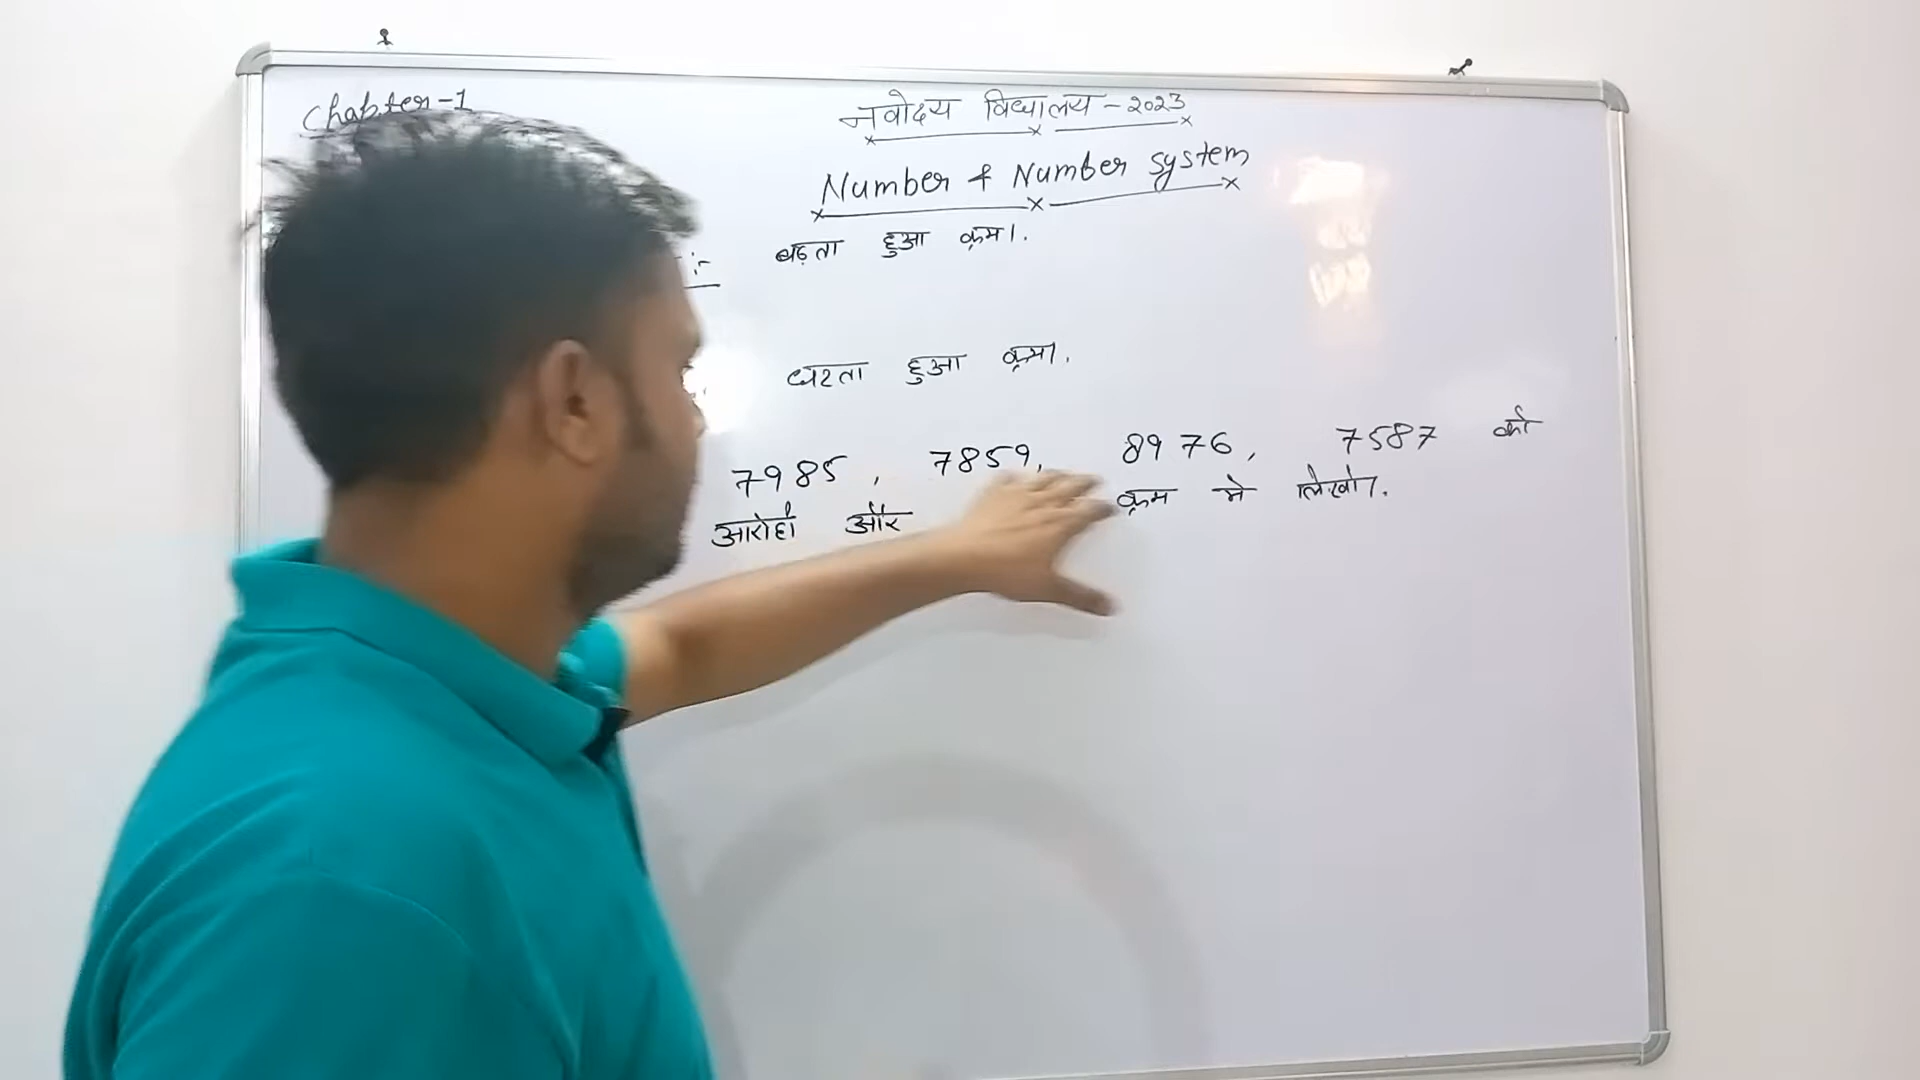 Chapter-1
नवोदय विद्यालय - २०२3
Number & Number system
:- बढ़ता हुआ क्रम।.
घटता हुआ क्रम।.
7985, 7859, 8976, 7587 को
आरोही और क्रम मे लिखो।.